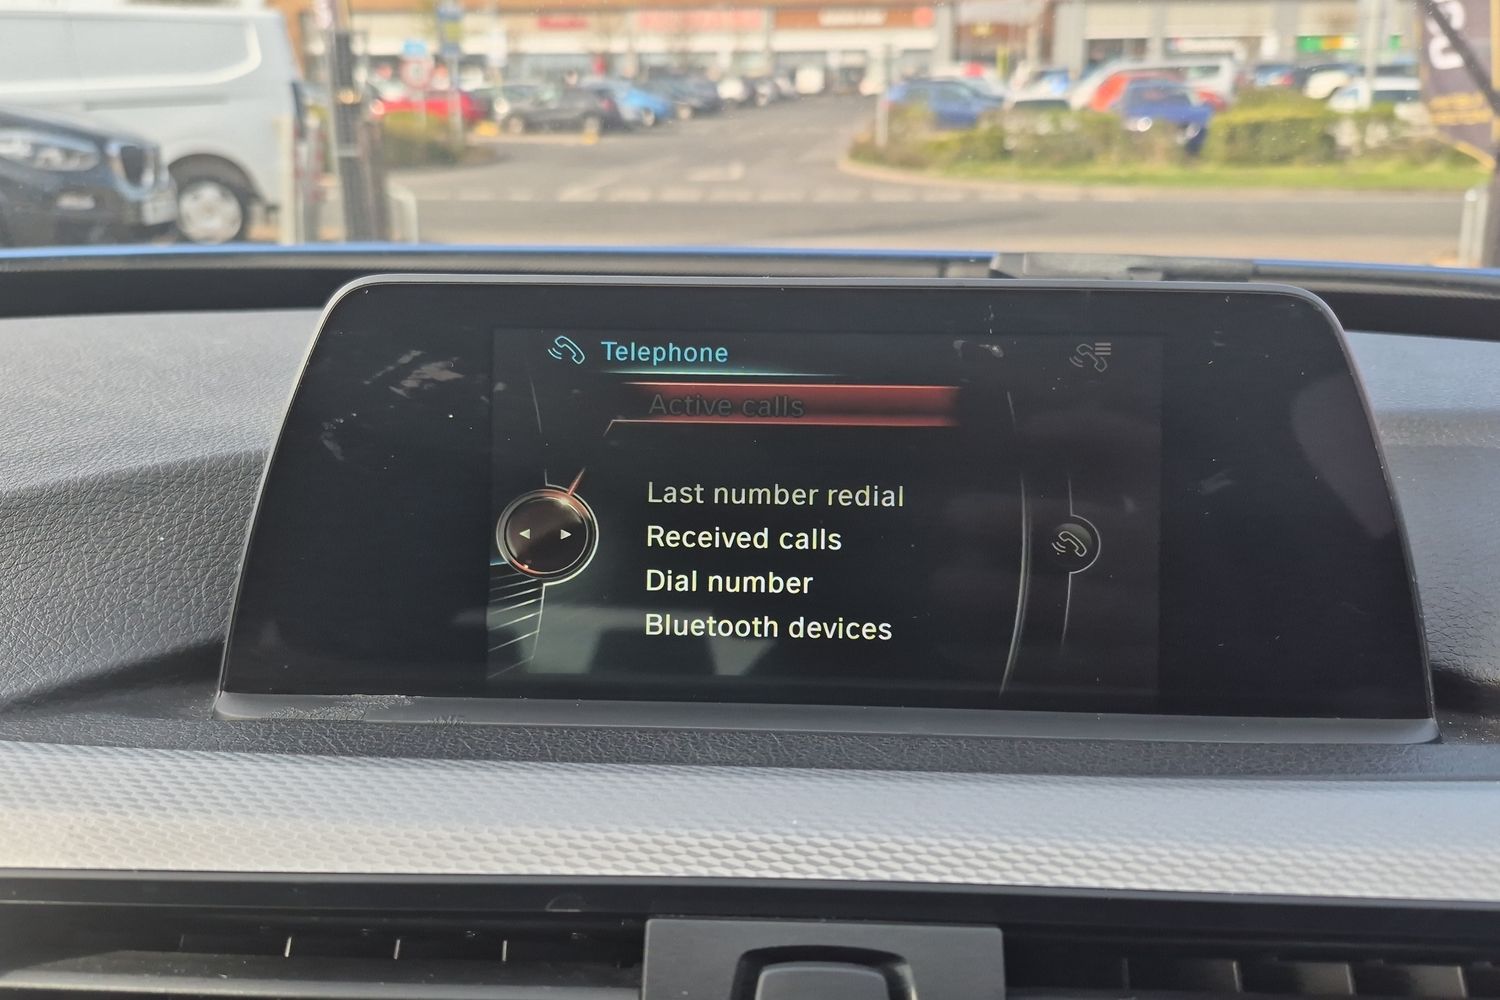 Telephone
Active calls
Last number redial
Received calls
Dial number
Bluetooth devices